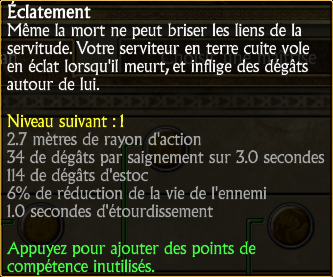 Éclatement
Même la mort ne peut briser les liens de la
servitude. Votre serviteur en terre cuite vole
en éclat lorsqu'il meurt, et inflige des dégâts
autour de lui.
Niveau suivant : 1
2.7 mètres de rayon d'action
34 de dégâts par saignement sur 3.0 secondes
114 de dégâts d'estoc
6% de réduction de la vie de l'ennemi
1.0 secondes d'étourdissement
Appuyez pour ajouter des points de
compétence inutilisés.